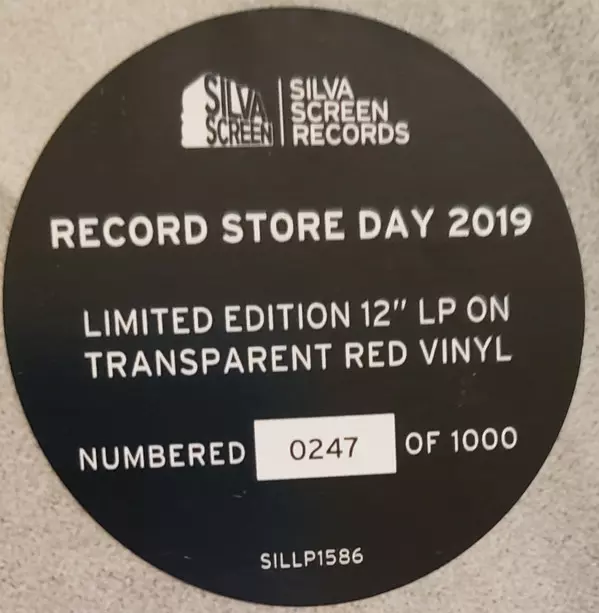 SILVA
SCREEN
SILVA
SCREEN
RECORDS
RECORD STORE DAY 2019
LIMITED EDITION 12" LP ON
TRANSPARENT RED VINYL
NUMBERED 0247 OF 1000
SILLP1586